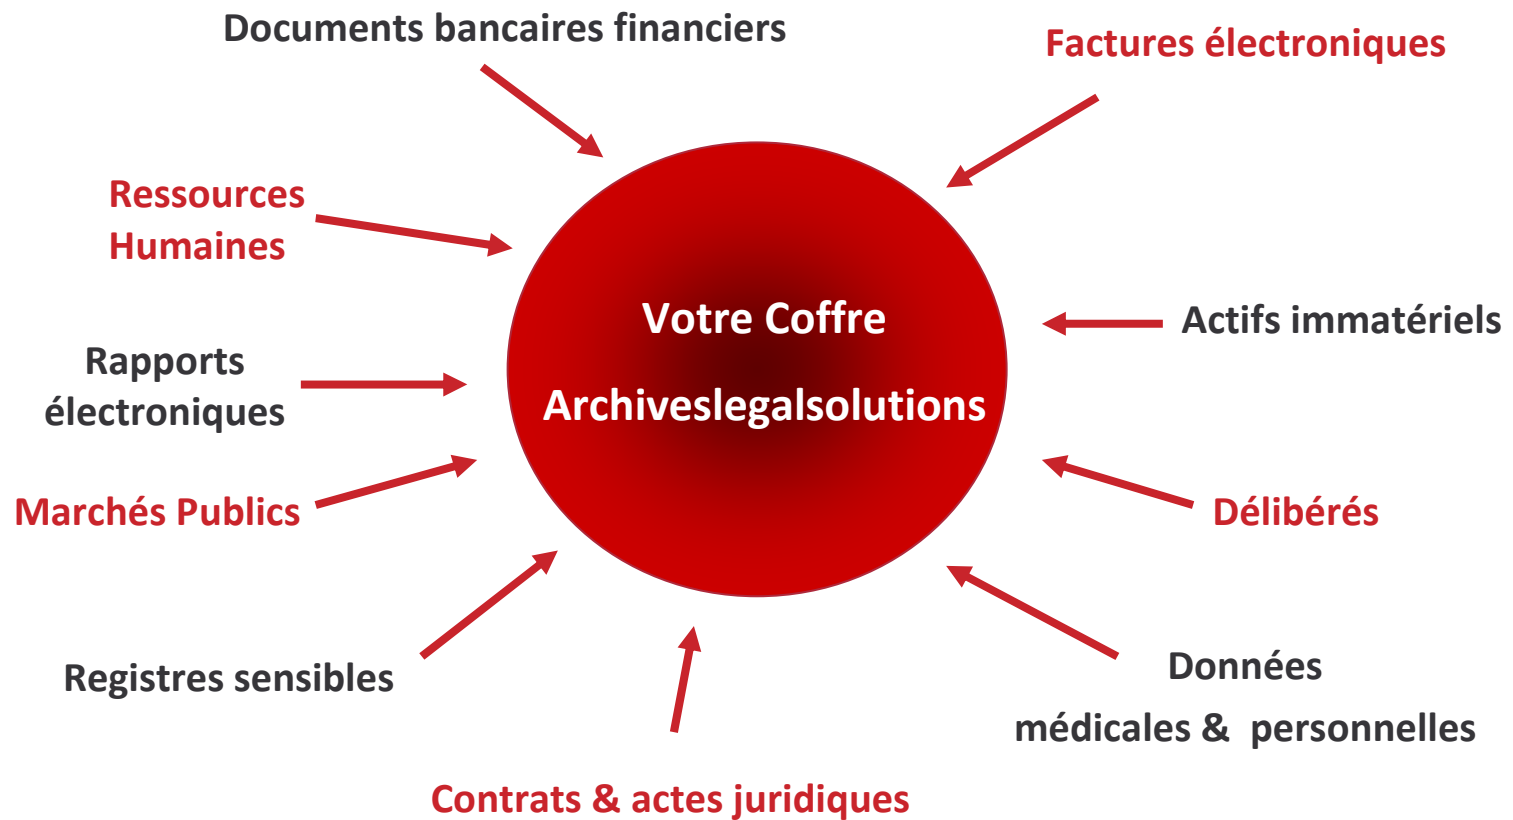 Documents bancaires financiers
Factures électroniques
Ressources
Humaines
Votre Coffre
Archiveslegalsolutions
Actifs immatériels
Rapports
électroniques
Marchés Publics
Délibérés
Registres sensibles
Données
médicales & personnelles
Contrats & actes juridiques